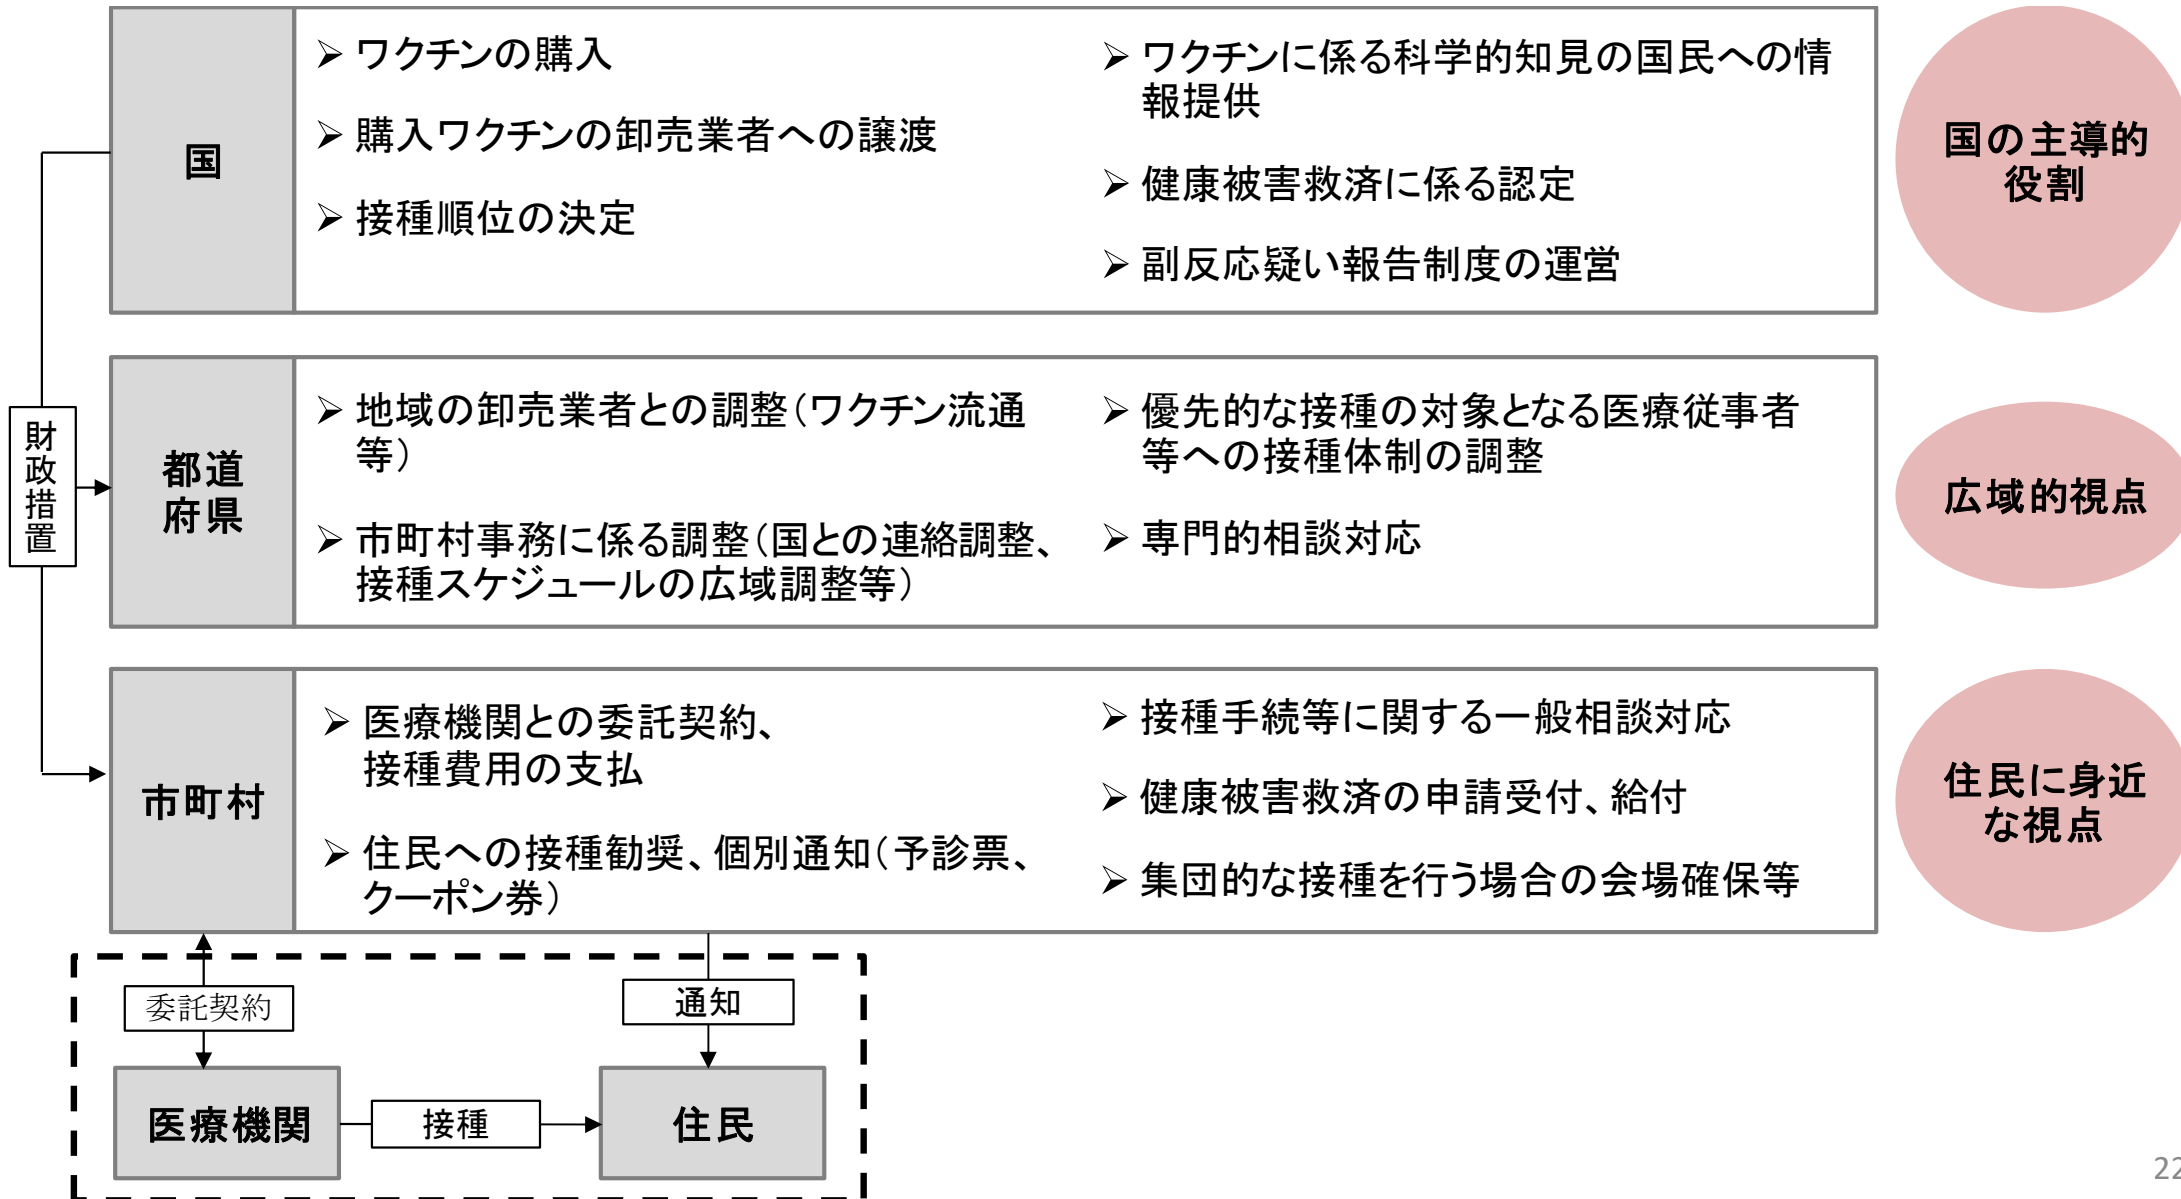 国
➢ ワクチンの購入
➢ 購入ワクチンの卸売業者への譲渡
➢ 接種順位の決定
➢ ワクチンに係る科学的知見の国民への情
報提供
➢ 健康被害救済に係る認定
➢ 副反応疑い報告制度の運営
国の主導的
役割
財政措置
都道
府県
➢ 地域の卸売業者との調整(ワクチン流通
等)
➢ 市町村事務に係る調整(国との連絡調整、
接種スケジュールの広域調整等)
➢ 優先的な接種の対象となる医療従事者
等への接種体制の調整
➢ 専門的相談対応
広域的視点
市町村
➢ 医療機関との委託契約、
接種費用の支払
➢ 住民への接種勧奨、個別通知(予診票、
クーポン券)
➢ 接種手続等に関する一般相談対応
➢ 健康被害救済の申請受付、給付
➢ 集団的な接種を行う場合の会場確保等
住民に身近
な視点
委託契約
通知
医療機関
接種
住民
22